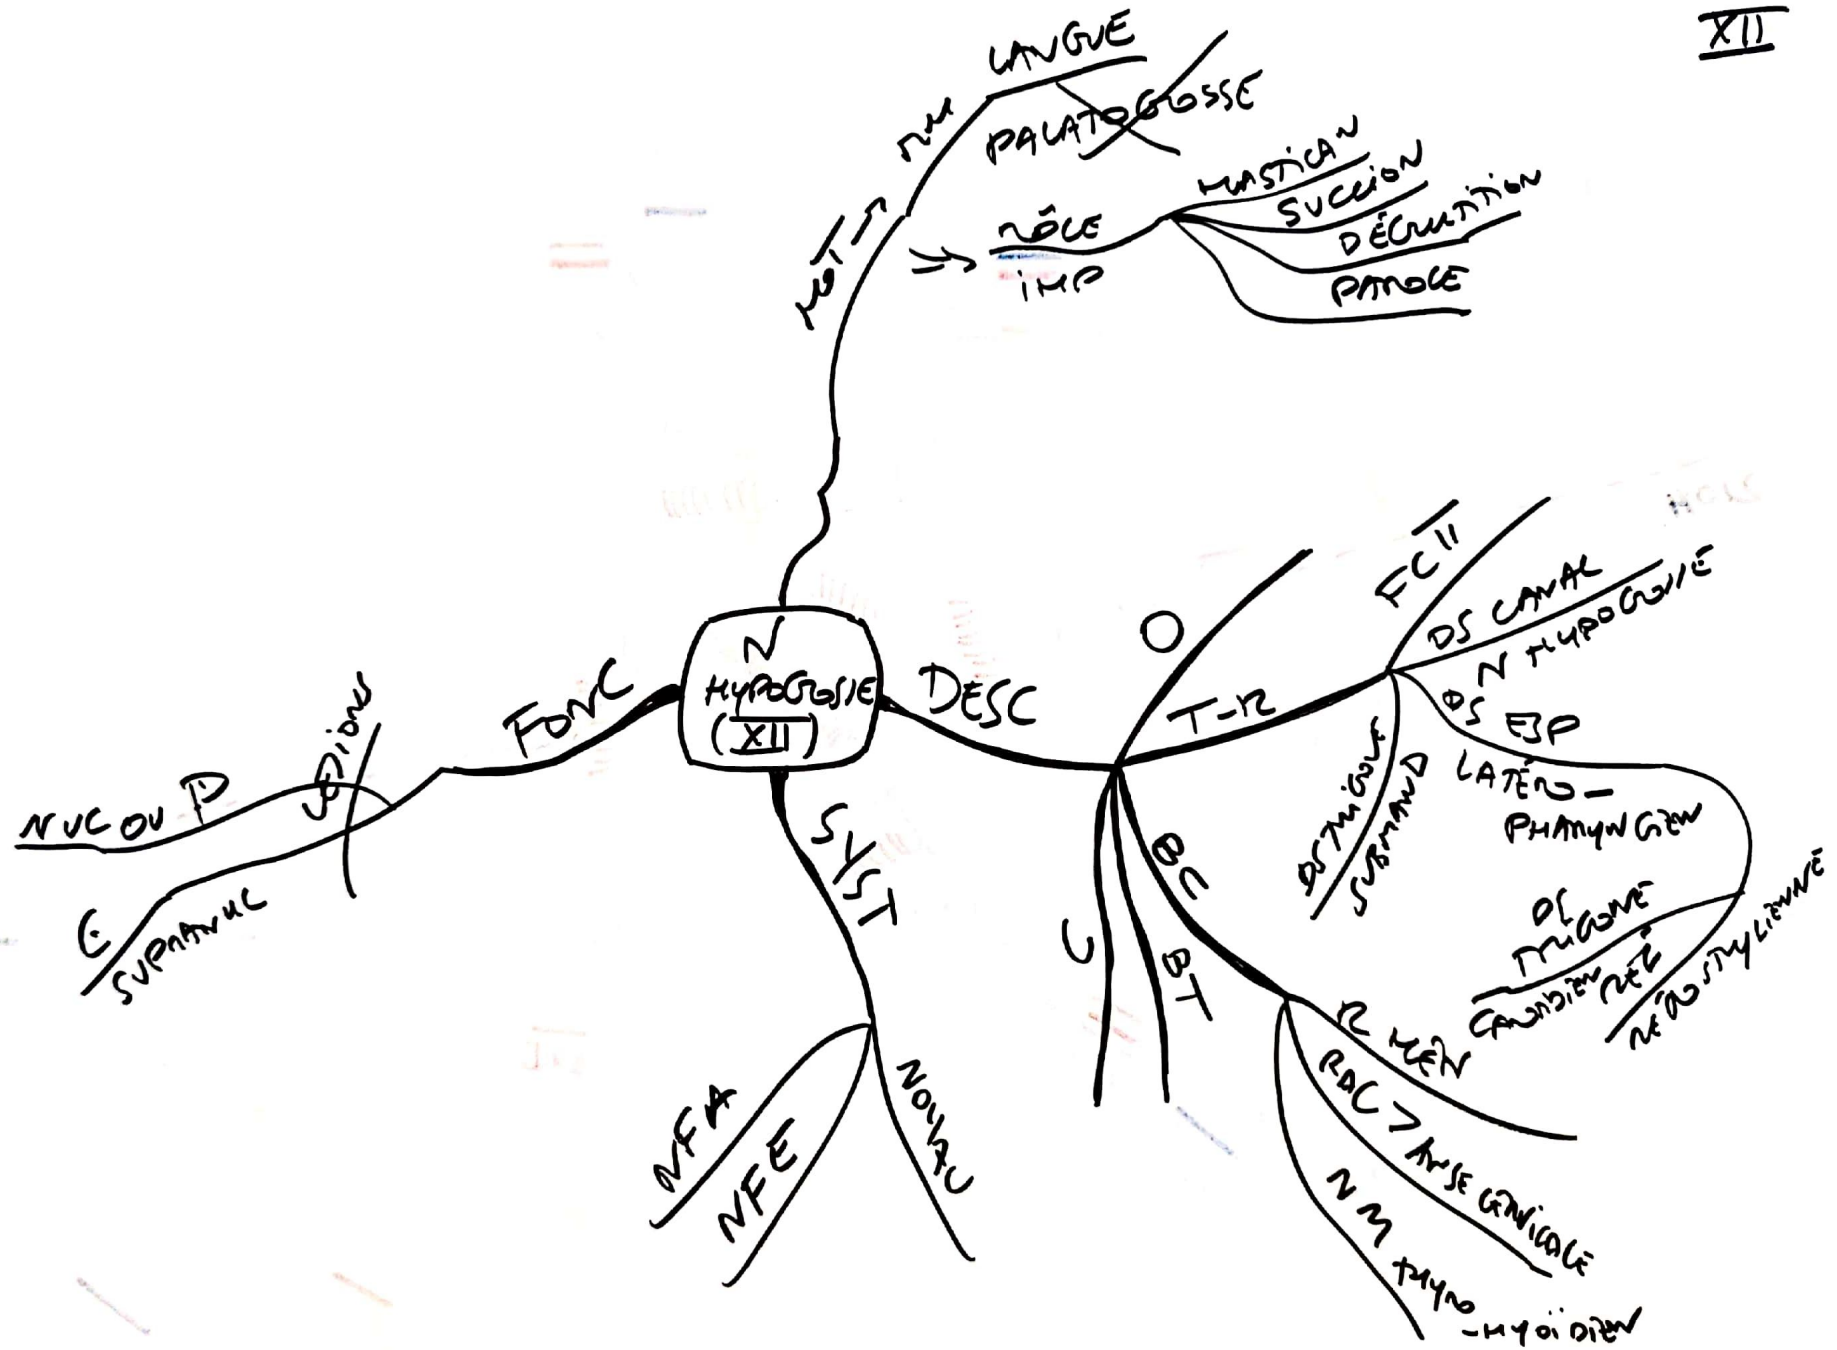 XII
LANGUE
MM
PALATOGLOSSE
MOT
RÔLE
IMP
MASTICAN
SUCCION
DÉGLUTITION
PAROLE
N
HYPOGLOSSE
(XII)
DESC
O
T-R
FC II
DS CANAL
N HYPOGLOSSE
DS ESP
LATÉRO-
PHARYNGIEN
RÉTROSTYLIENNE
DS
TRIGONE
CAROTIDIEN
DS TRIGONE
SUBMAND
BC
R MÉN
RAC > ANSE CERVICALE
N M
THYRO
-HYOÏDIEN
BT
C
SYST
NOYAU
NFE
NFA
FONC
LÉSIONS
NUC OU P
C
SUPRANUC